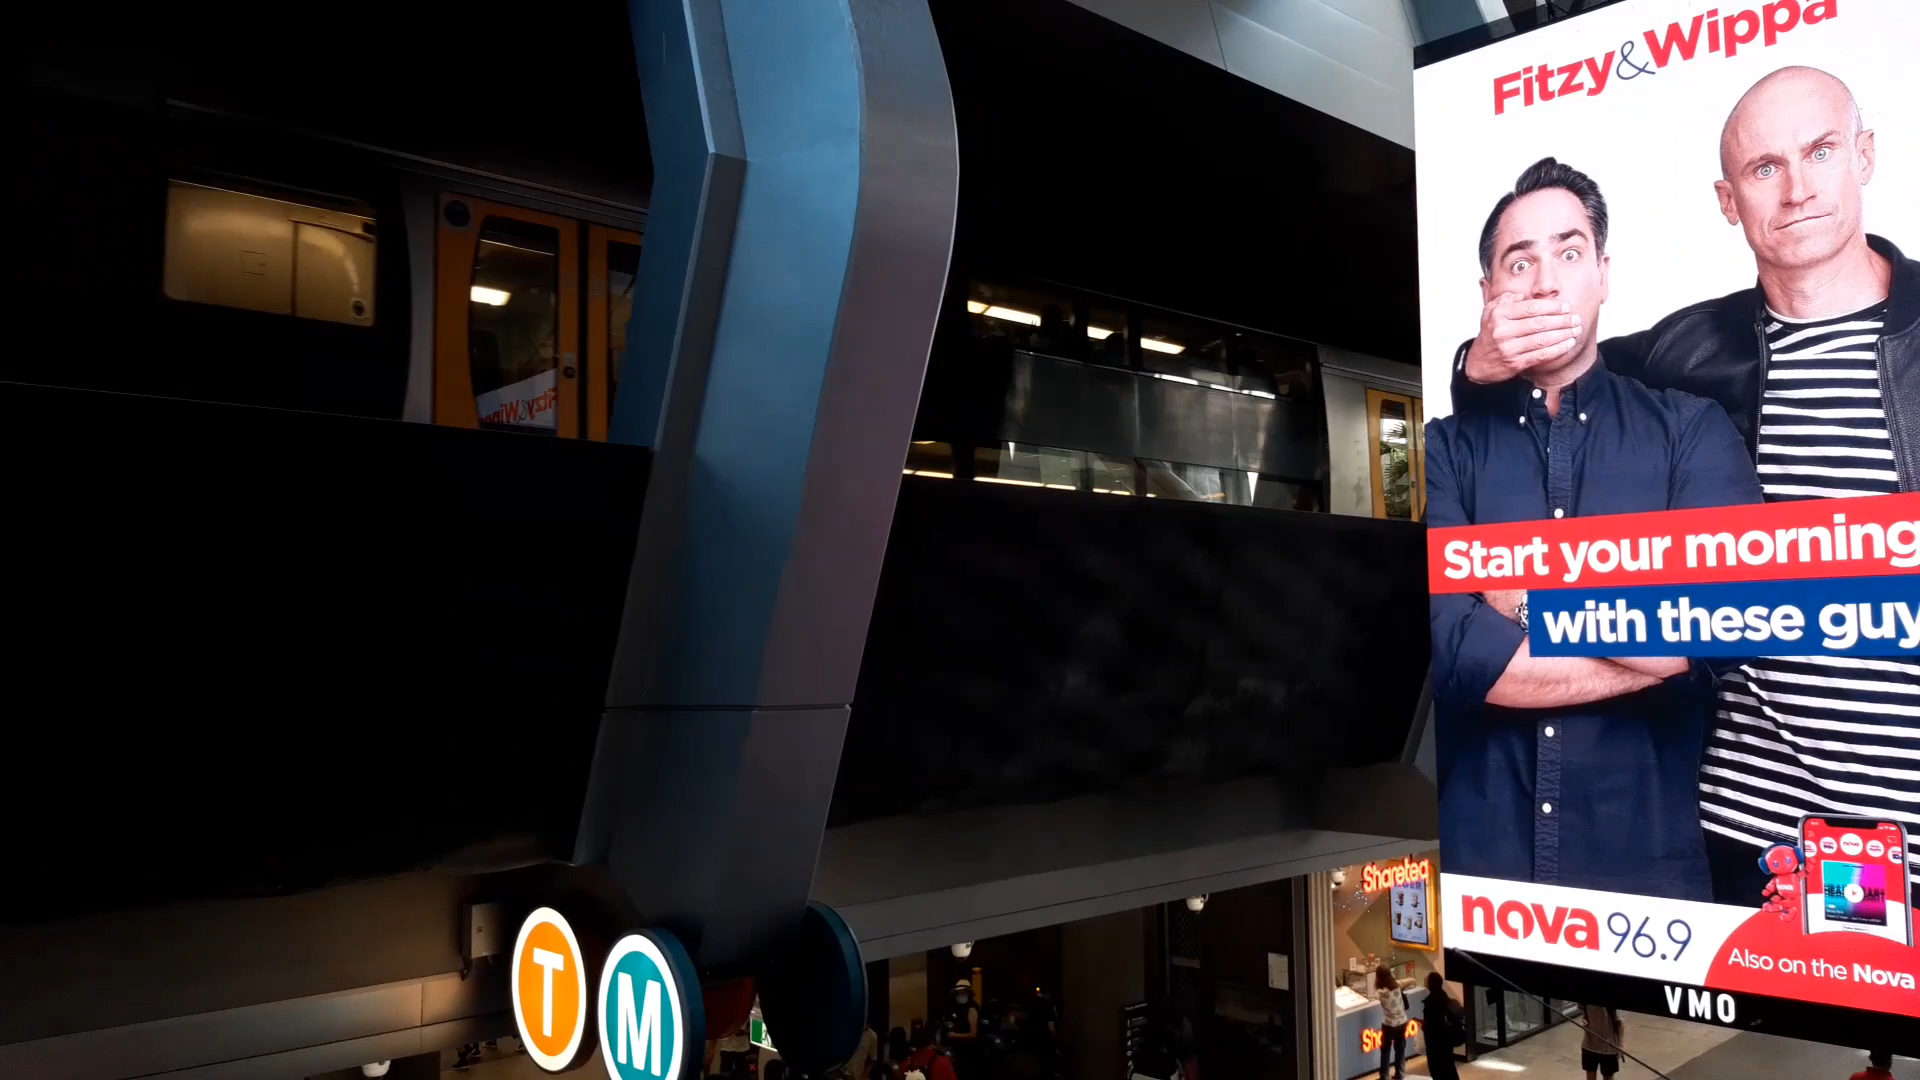 Fitzy&Wippa
Start your morning
with these guy
nova 96.9
Also on the Nova
VMO
Sharetea
T
M